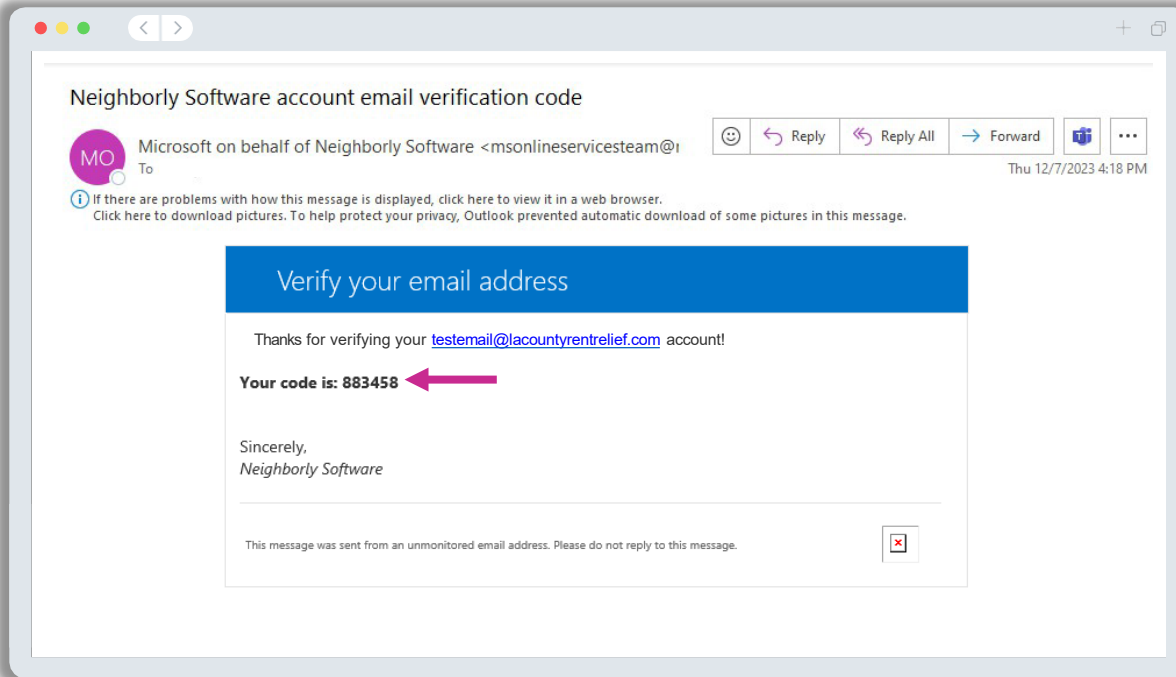 Neighborly Software account email verification code
MO
Microsoft on behalf of Neighborly Software <msonlineservicesteam@
To
Reply
Reply All
Forward
Thu 12/7/2023 4:18 PM
If there are problems with how this message is displayed, click here to view it in a web browser.
Click here to download pictures. To help protect your privacy, Outlook prevented automatic download of some pictures in this message.
Verify your email address
Thanks for verifying your testemail@lacountyrentrelief.com account!
Your code is: 883458
Sincerely,
Neighborly Software
This message was sent from an unmonitored email address. Please do not reply to this message.